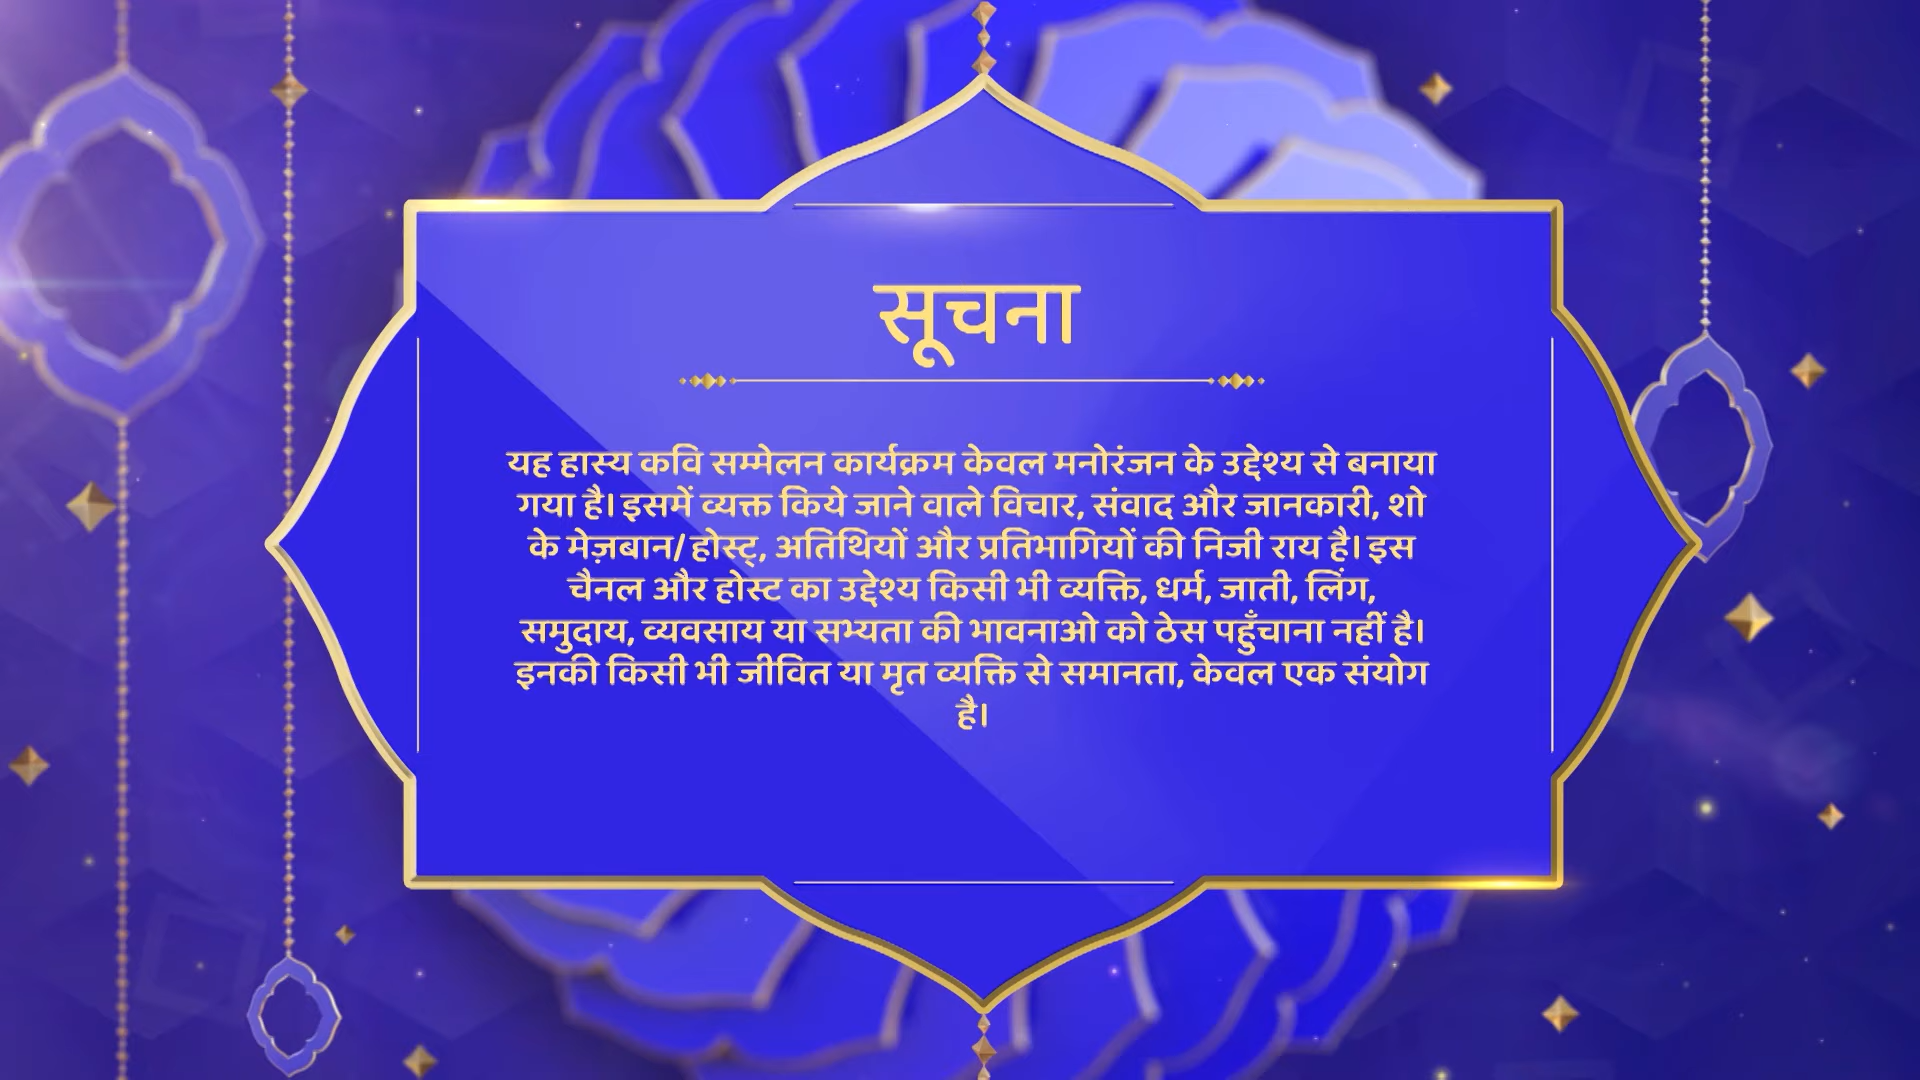 सूचना
यह हास्य कवि सम्मेलन कार्यक्रम केवल मनोरंजन के उद्देश्य से बनाया
गया है। इसमें व्यक्त किये जाने वाले विचार, संवाद और जानकारी, शो
के मेज़बान/होस्ट्, अतिथियों और प्रतिभागियों की निजी राय है। इस
चैनल और होस्ट का उद्देश्य किसी भी व्यक्ति, धर्म, जाती, लिंग,
समुदाय, व्यवसाय या सभ्यता की भावनाओ को ठेस पहुँचाना नहीं है।
इनकी किसी भी जीवित या मृत व्यक्ति से समानता, केवल एक संयोग
है।